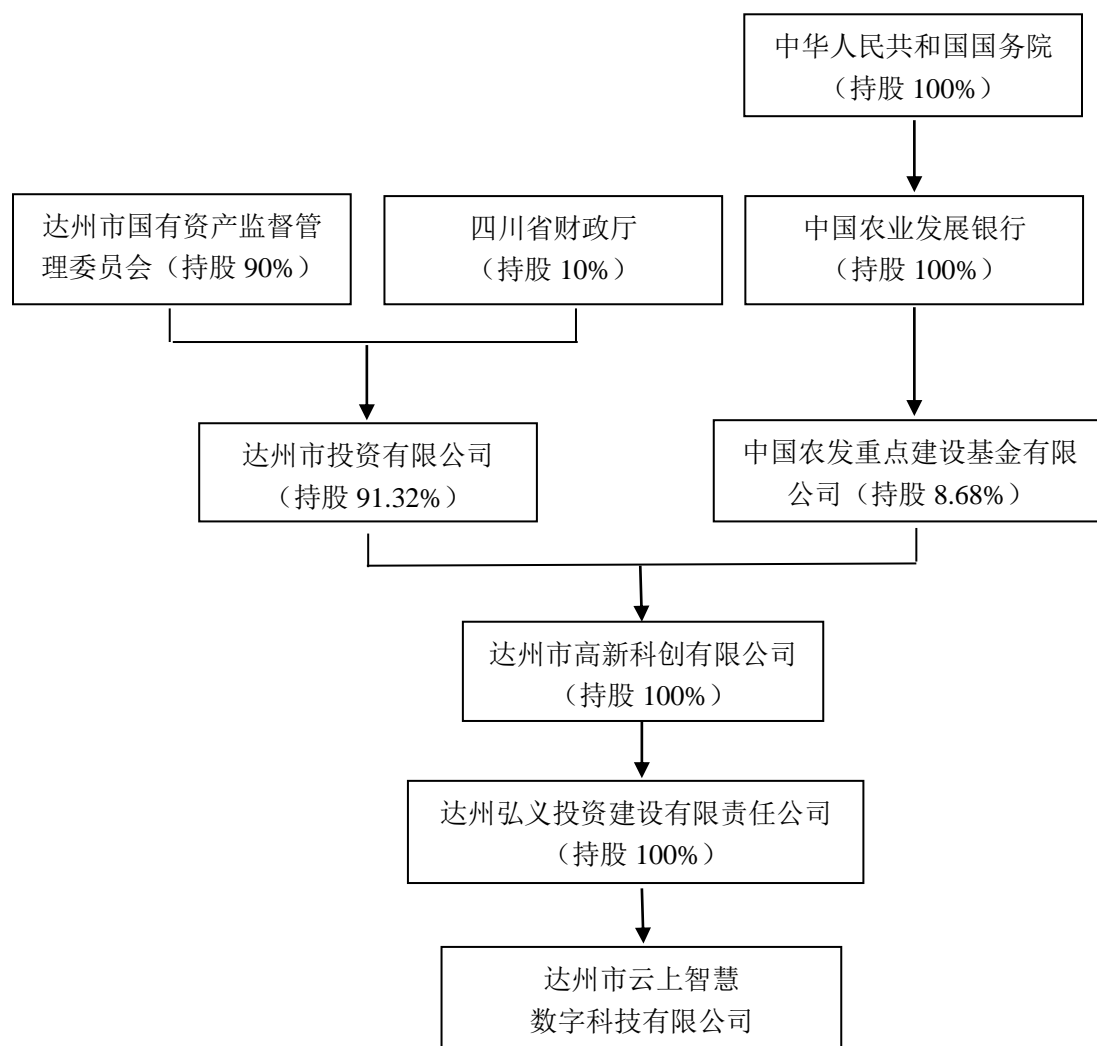 中华人民共和国国务院
（持股 100%）
达州市国有资产监督管
理委员会（持股 90%）
四川省财政厅
（持股 10%）
中国农业发展银行
（持股 100%）
达州市投资有限公司
（持股 91.32%）
中国农发重点建设基金有限
公司（持股 8.68%）
达州市高新科创有限公司
（持股 100%）
达州弘义投资建设有限责任公司
（持股 100%）
达州市云上智慧
数字科技有限公司